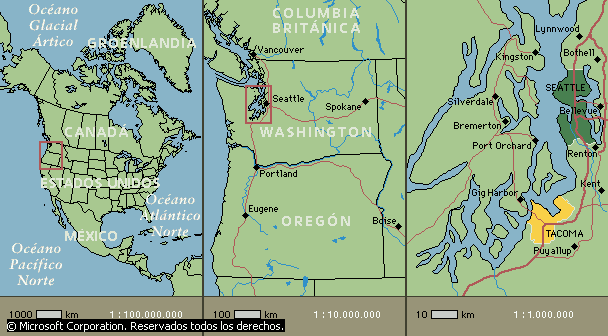 Océano
Glacial
Ártico
GROENLANDIA
CANADÁ
ESTADOS UNIDOS
Océano
Atlántico
Norte
MÉXICO
Océano
Pacífico
Norte
1000 km 1:100.000.000
COLUMBIA
BRITÁNICA
Vancouver
Seattle
Spokane
WASHINGTON
Portland
Eugene
Boise
OREGÓN
100 km 1:10.000.000
Lynnwood
Kingston
Bothell
SEATTLE
Silverdale
Bellevue
Bremerton
Port Orchard
Renton
Kent
Gig Harbor
TACOMA
Puyallup
10 km 1:1.000.000
© Microsoft Corporation. Reservados todos los derechos.